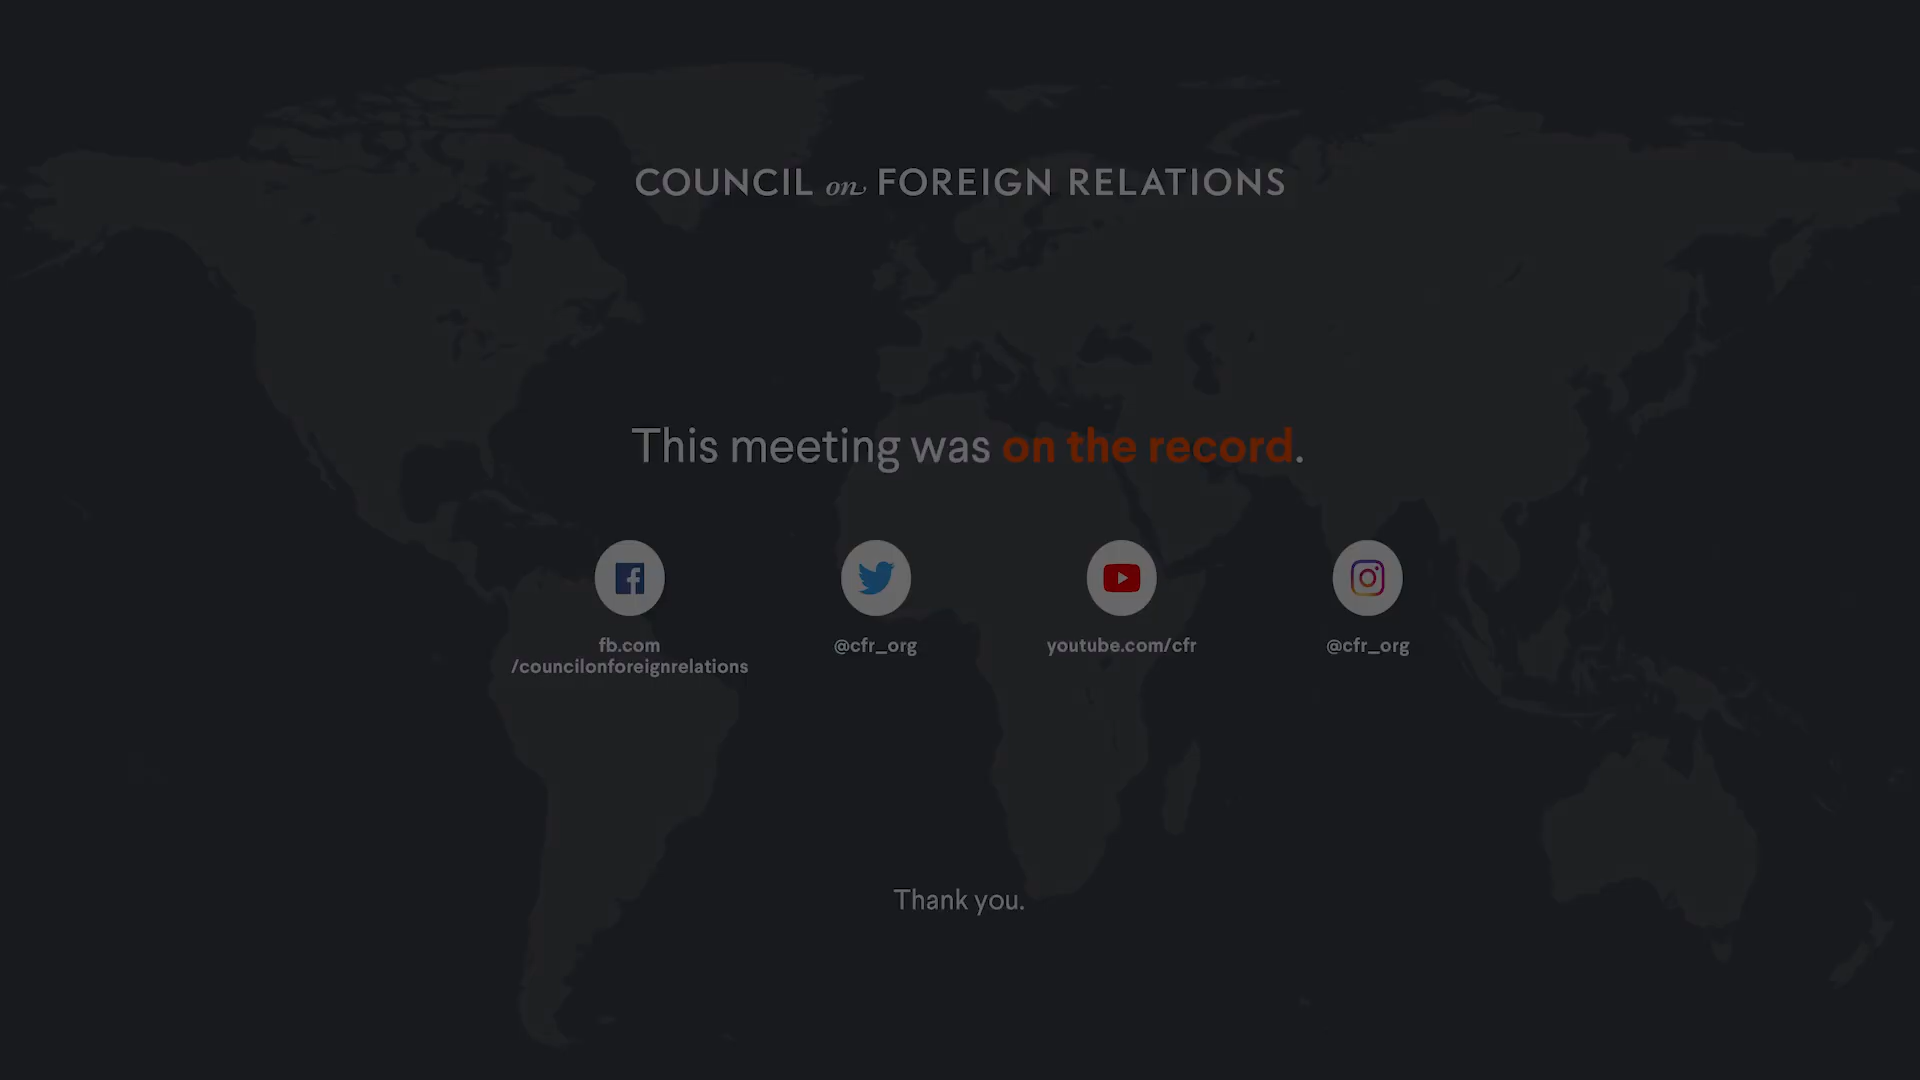 COUNCIL on FOREIGN RELATIONS
This meeting was on the record.
fb.com
/councilonforeignrelations
@cfr_org
youtube.com/cfr
@cfr_org
Thank you.